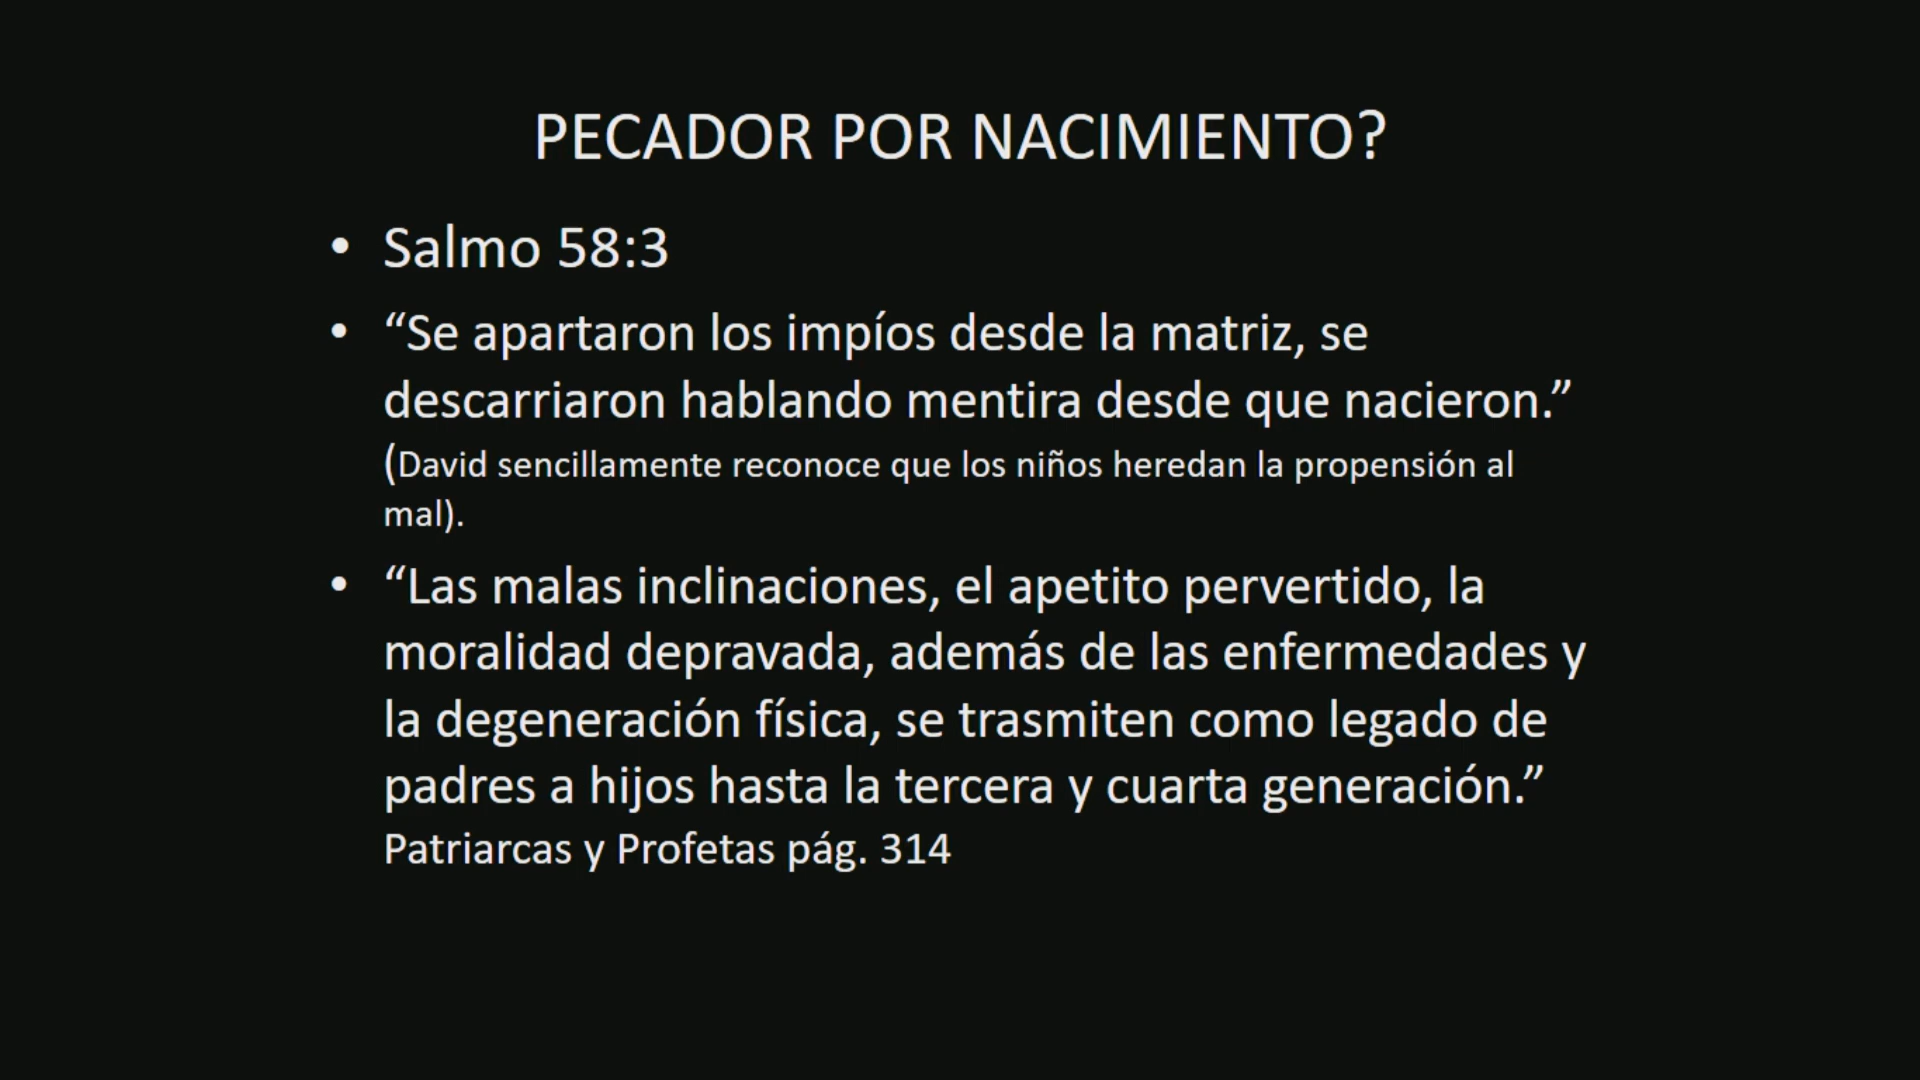 PECADOR POR NACIMIENTO?
• Salmo 58:3
• “Se apartaron los impíos desde la matriz, se
descarriaron hablando mentira desde que nacieron.”
(David sencillamente reconoce que los niños heredan la propensión al
mal).
• “Las malas inclinaciones, el apetito pervertido, la
moralidad depravada, además de las enfermedades y
la degeneración física, se trasmiten como legado de
padres a hijos hasta la tercera y cuarta generación.”
Patriarcas y Profetas pág. 314